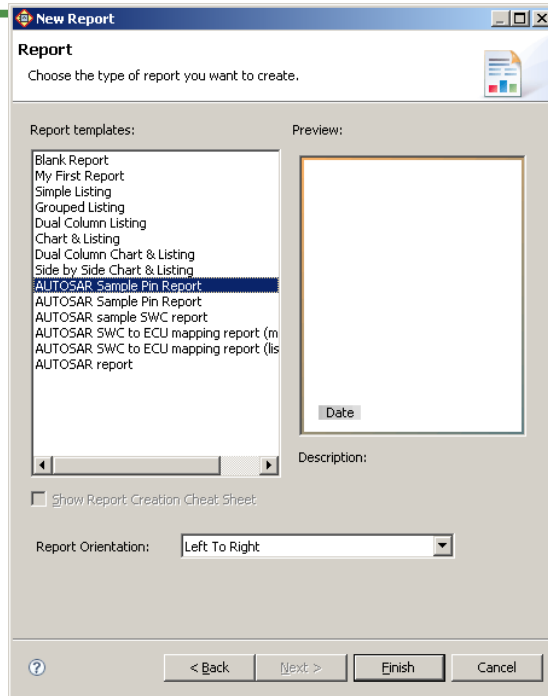 New Report
Report
Choose the type of report you want to create.
Report templates:
Preview:
Blank Report
My First Report
Simple Listing
Grouped Listing
Dual Column Listing
Chart & Listing
Dual Column Chart & Listing
Side by Side Chart & Listing
AUTOSAR Sample Pin Report
AUTOSAR Sample Pin Report
AUTOSAR sample SWC report
AUTOSAR SWC to ECU mapping report (m
AUTOSAR SWC to ECU mapping report (lis
AUTOSAR report
Date
Description:
Show Report Creation Cheat Sheet
Report Orientation:
Left To Right
?
< Back
Next >
Finish
Cancel